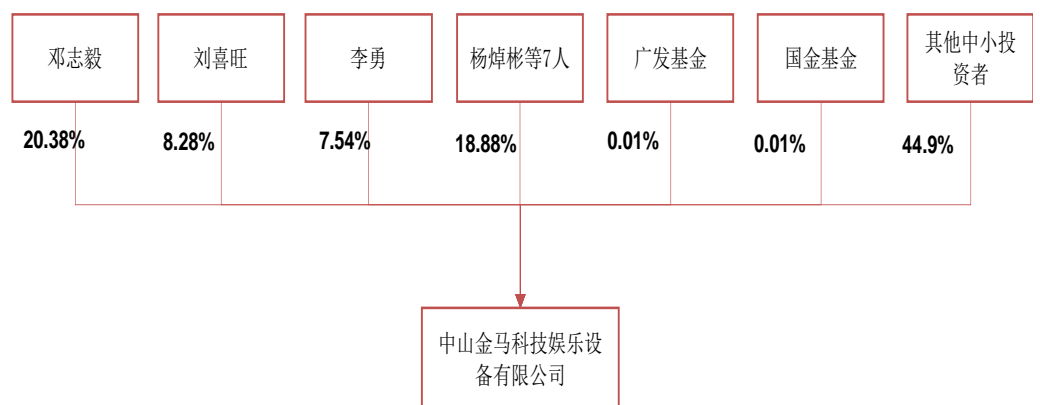 邓志毅
刘喜旺
李勇
杨焯彬等7人
广发基金
国金基金
其他中小投
资者
20.38%
8.28%
7.54%
18.88%
0.01%
0.01%
44.9%
中山金马科技娱乐设
备有限公司